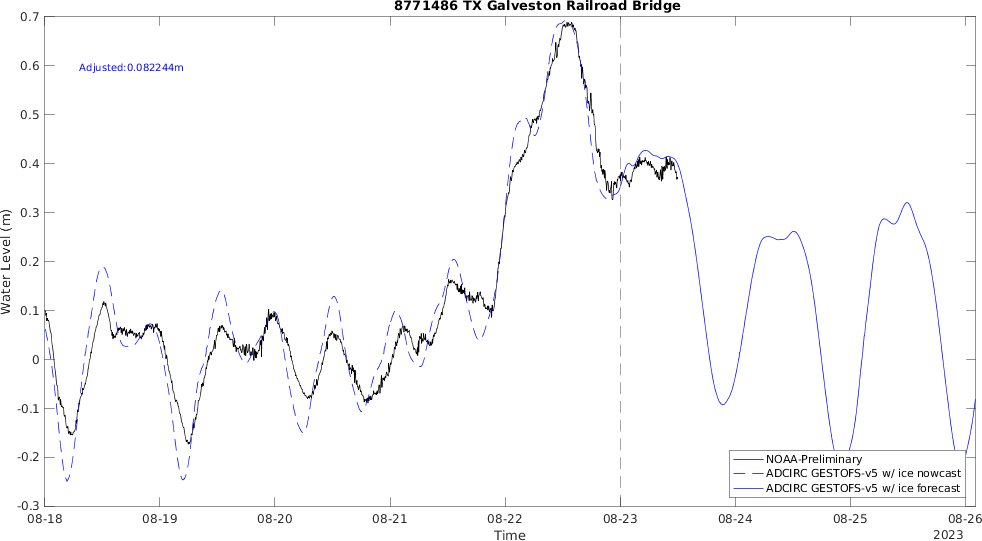 8771486 TX Galveston Railroad Bridge
0.7
0.6
0.5
0.4
0.3
0.2
0.1
0
-0.1
-0.2
-0.3
Water Level (m)
Adjusted:0.082244m
NOAA-Preliminary
ADCIRC GESTOFS-v5 w/ ice nowcast
ADCIRC GESTOFS-v5 w/ ice forecast
08-18 08-19 08-20 08-21 08-22 08-23 08-24 08-25 08-26
Time
2023